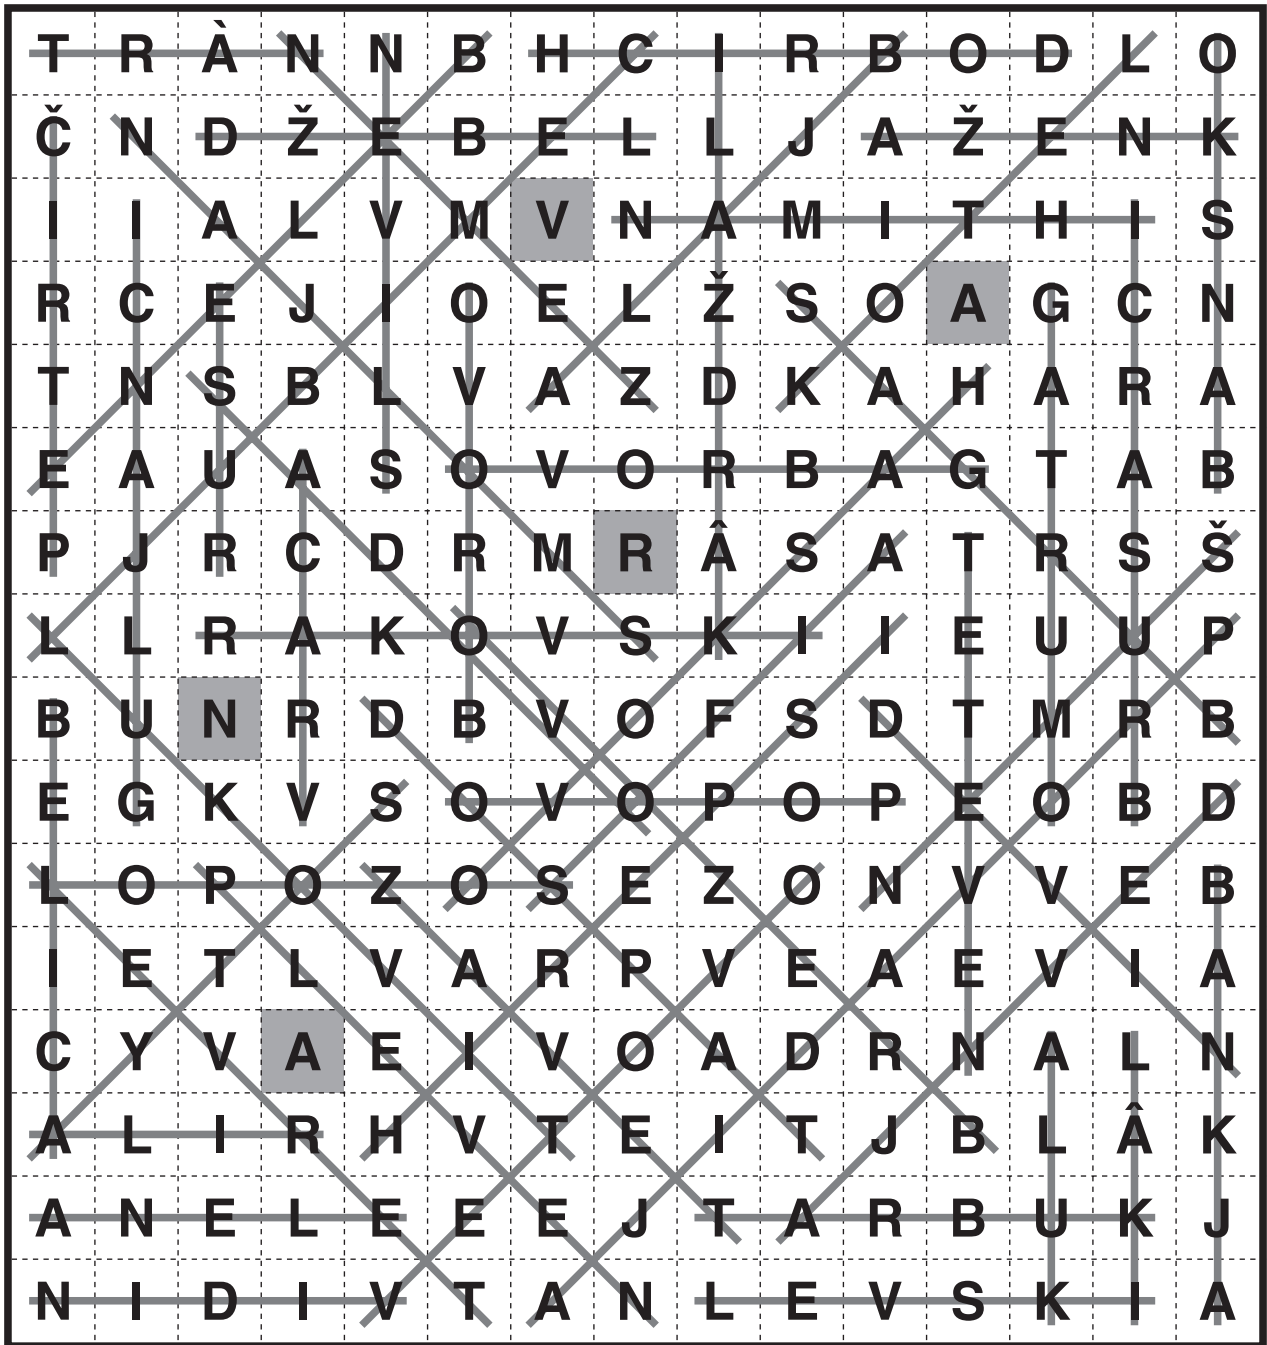 T R À N N B H C I R B O D L O
Č N D Ž E B E L L J A Ž E N K
I I A L V M V N A M I T H I S
R C E J I O E L Ž S O A G C N
T N S B L V A Z D K A H A R A
E A U A S O V O R B A G T A B
P J R C D R M R Â S A T R S Š
L L R A K O V S K I I E U U P
B U N R D B V O F S D T M R B
E G K V S O V O P O P E O B D
L O P O Z O S E Z O N V V E B
I E T L V A R P V E A E V I A
C Y V A E I V O A D R N A L N
A L I R H V T E I T J B L Â K
A N E L E E E J T A R B U K J
N I D I V T A N L E V S K I A